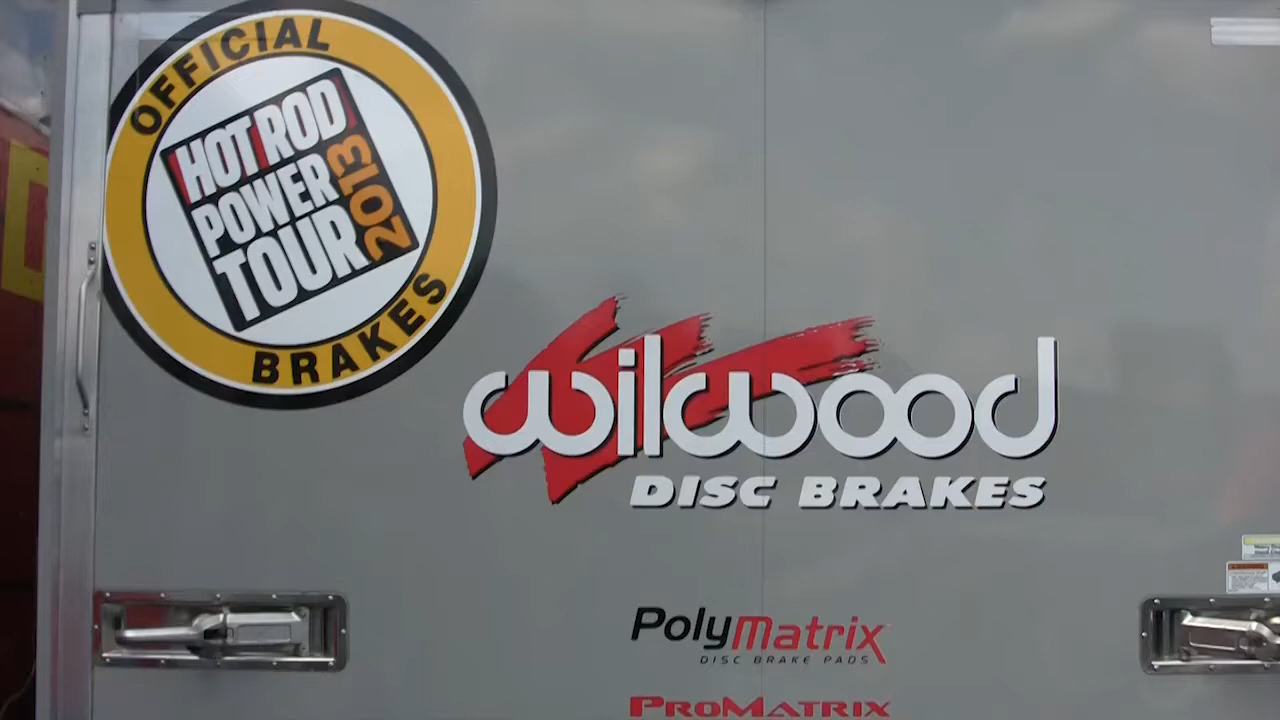 OFFICIAL
HOT ROD
POWER
TOUR
2013
BRAKES
wilwood
DISC BRAKES
PolyMatrix
DISC BRAKE PADS
PROMATRIX